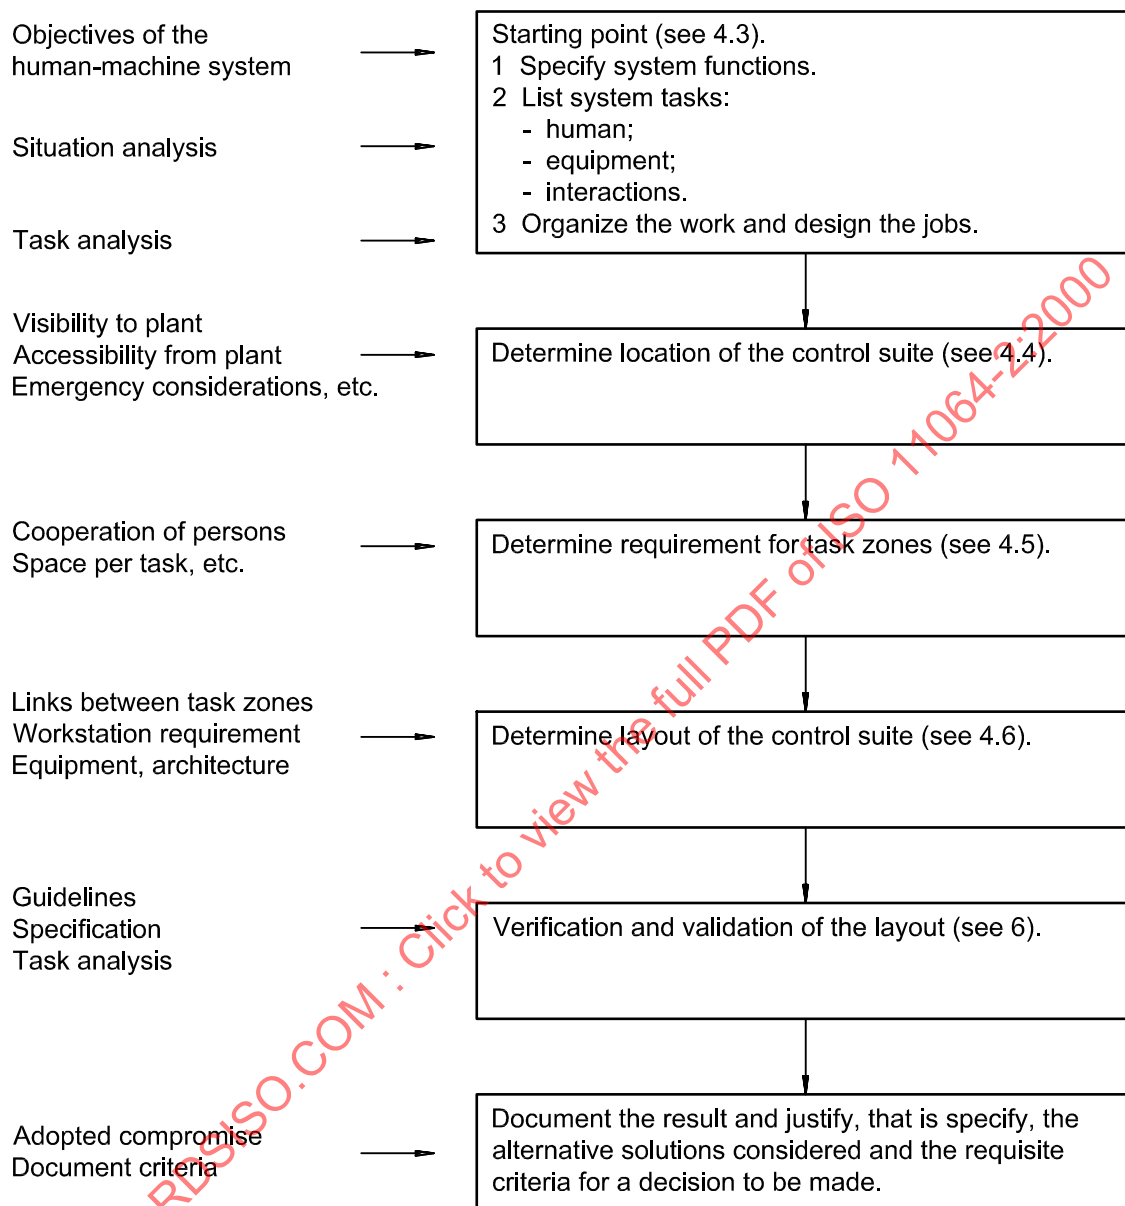 Objectives of the
human-machine system
Situation analysis
Task analysis
Starting point (see 4.3).
1 Specify system functions.
2 List system tasks:
- human;
- equipment;
- interactions.
3 Organize the work and design the jobs.
Visibility to plant
Accessibility from plant
Emergency considerations, etc.
Determine location of the control suite (see 4.4).
Cooperation of persons
Space per task, etc.
Determine requirement for task zones (see 4.5).
Links between task zones
Workstation requirement
Equipment, architecture
Determine layout of the control suite (see 4.6).
Guidelines
Specification
Task analysis
Verification and validation of the layout (see 6).
Adopted compromise
Document criteria
Document the result and justify, that is specify, the
alternative solutions considered and the requisite
criteria for a decision to be made.
RDSISO.COM : Click to view the full PDF of ISO 11064-2:2000